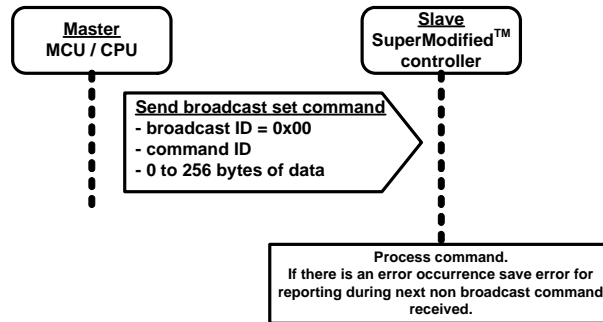 Master
MCU / CPU
Slave
SuperModified™
controller
Send broadcast set command
- broadcast ID = 0x00
- command ID
- 0 to 256 bytes of data
Process command.
If there is an error occurrence save error for
reporting during next non broadcast command
received.